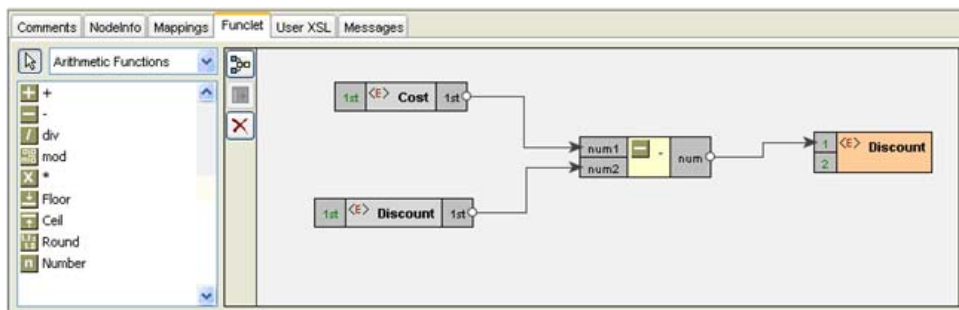 Comments NodeInfo Mappings Funclet User XSL Messages
Arithmetic Functions
+
-
div
mod
*
Floor
Ceil
Round
Number
1st <E> Cost 1st
num1 - num
num2
1 <E> Discount
2
1st <E> Discount 1st